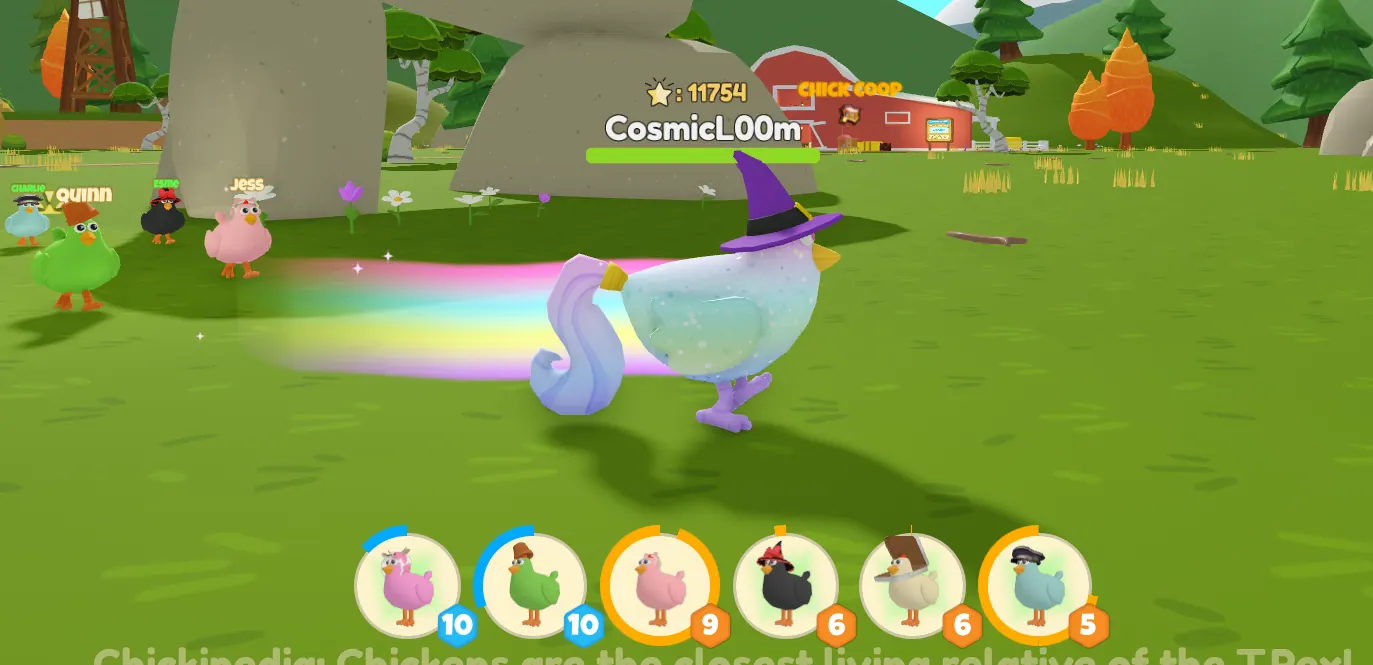 : 11754
CosmicL00m
CHICK COOP
CHARLIE
QUINN
ESME
JESS
10
10
9
6
6
5
Chickipedia: Chickens are the closest living relative of the T.Rex!